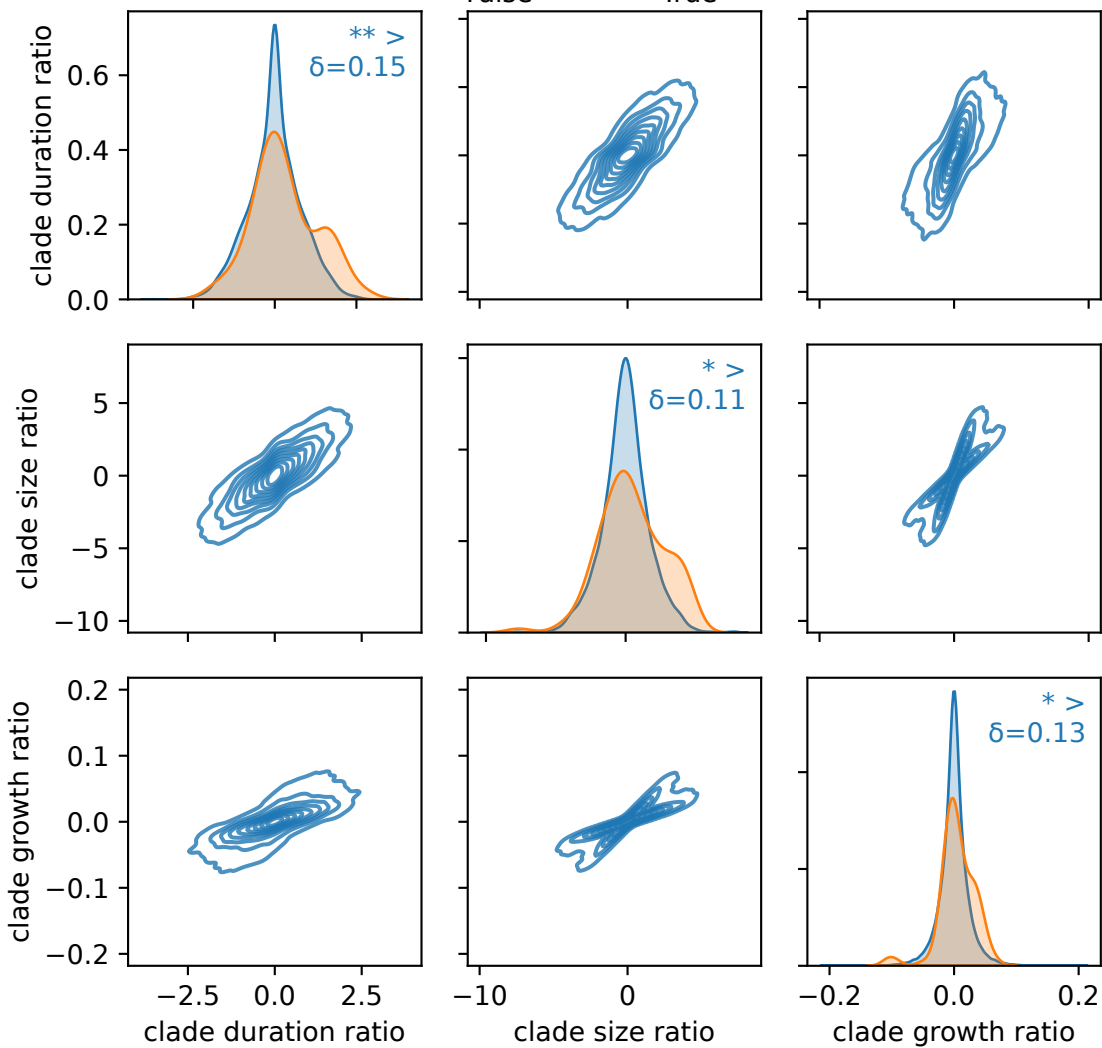 True
clade duration ratio
0.6
0.4
0.2
0.0
** >
δ=0.15
clade size ratio
5
0
−5
−10
* >
δ=0.11
clade growth ratio
0.2
0.1
0.0
−0.1
−0.2
* >
δ=0.13
−2.5 0.0 2.5
−10 0
−0.2 0.0 0.2
clade duration ratio
clade size ratio
clade growth ratio